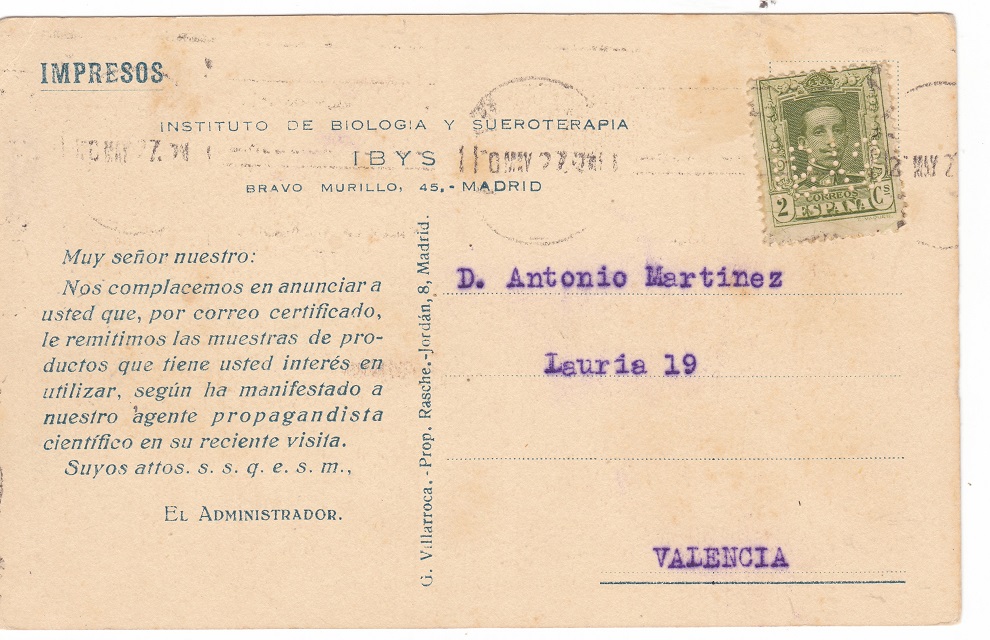 IMPRESOS
INSTITUTO DE BIOLOGIA Y SUEROTERAPIA
IBYS
BRAVO MURILLO, 45.-MADRID
2 CORREOS Cs
ESPAÑA
Muy señor nuestro:
Nos complacemos en anunciar a
usted que, por correo certificado,
le remitimos las muestras de pro-
ductos que tiene usted interés en
utilizar, según ha manifestado a
nuestro agente propagandista
científico en su reciente visita.
Suyos attos. s. s. q. e. s. m.,
EL ADMINISTRADOR.
G. Villarroca.-Prop. Rasche.-Jordán, 8, Madrid.
D. Antonio Martinez
Lauria 19
VALENCIA